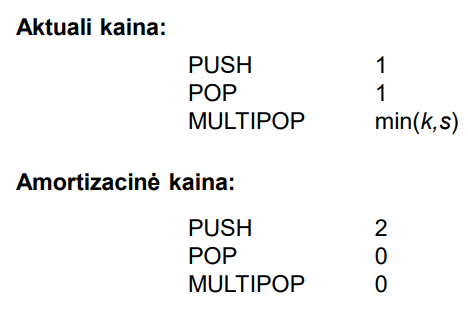 Aktuali kaina:
PUSH 1
POP 1
MULTIPOP min(k,s)
Amortizacinė kaina:
PUSH 2
POP 0
MULTIPOP 0